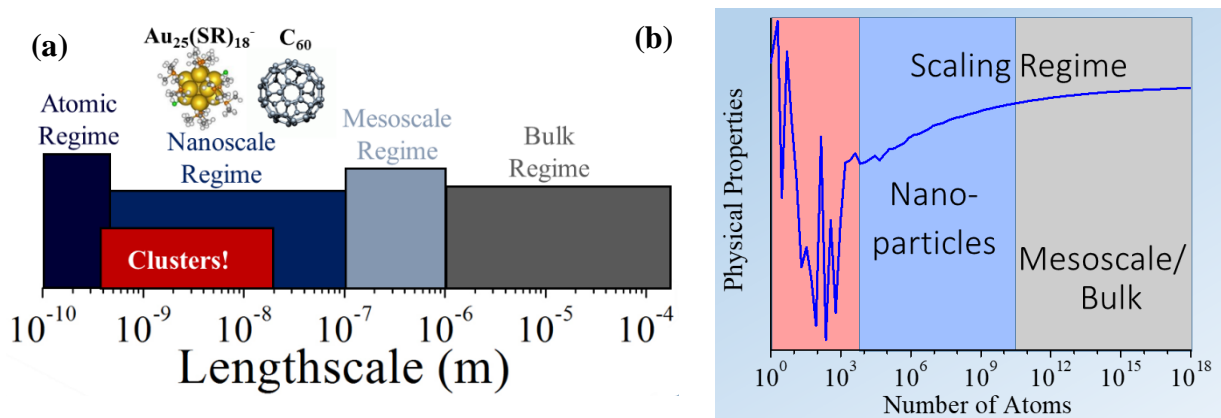 (a)
Au₂₅(SR)₁₈⁻
C₆₀
Atomic
Regime
Nanoscale
Regime
Mesoscale
Regime
Bulk
Regime
Clusters!
10⁻¹⁰ 10⁻⁹ 10⁻⁸ 10⁻⁷ 10⁻⁶ 10⁻⁵ 10⁻⁴
Lengthscale (m)
(b)
Physical Properties
Scaling Regime
Nano-
particles
Mesoscale/
Bulk
10⁰ 10³ 10⁶ 10⁹ 10¹² 10¹⁵ 10¹⁸
Number of Atoms